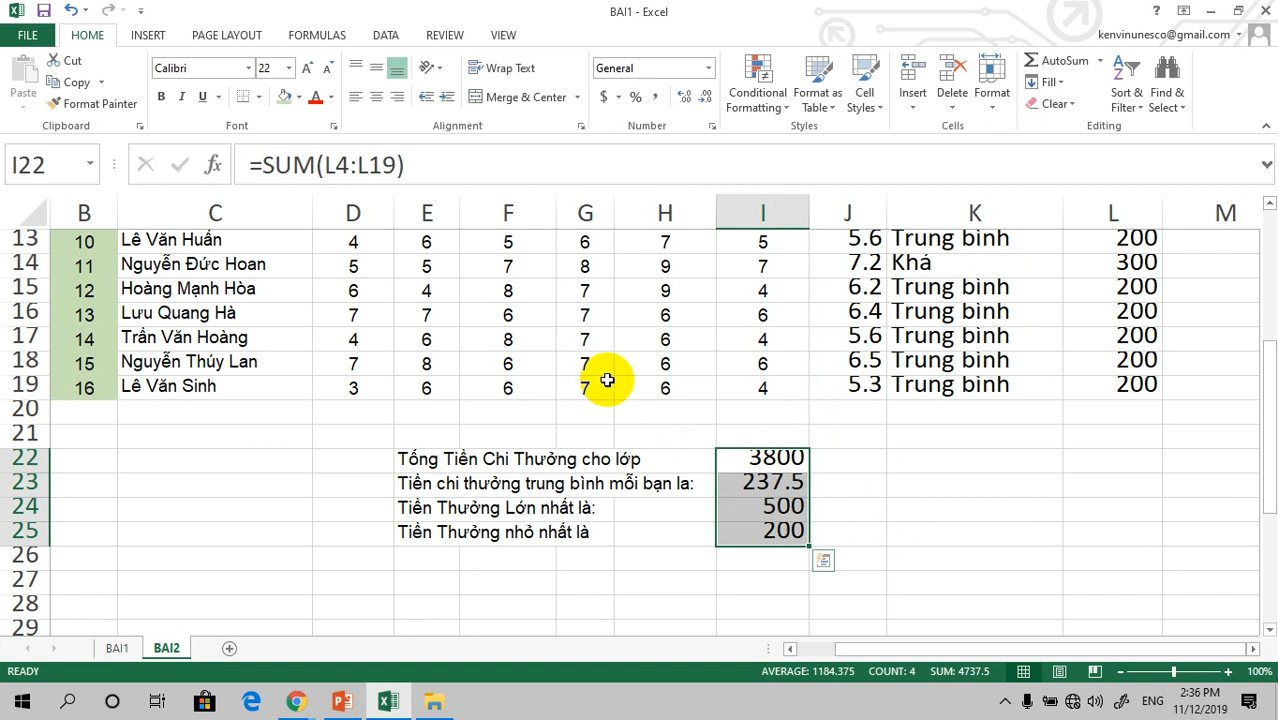 BAI1 - Excel
FILE HOME INSERT PAGE LAYOUT FORMULAS DATA REVIEW VIEW kenvinunesco@gmail.com
Paste Cut Copy Format Painter Clipboard
Calibri 22 B I U A Font
Wrap Text Merge & Center Alignment
General $ % , Number
Conditional Formatting Format as Table Cell Styles Styles
Insert Delete Format Cells
AutoSum Fill Clear Sort & Filter Find & Select Editing
I22 fx =SUM(L4:L19)
B C D E F G H I J K L M
13 10 Lê Văn Huấn 4 6 5 6 7 5 5.6 Trung bình 200
14 11 Nguyễn Đức Hoan 5 5 7 8 9 7 7.2 Khá 300
15 12 Hoàng Mạnh Hòa 6 4 8 7 9 4 6.2 Trung bình 200
16 13 Lưu Quang Hà 7 7 6 7 6 6 6.4 Trung bình 200
17 14 Trần Văn Hoàng 4 6 8 7 6 4 5.6 Trung bình 200
18 15 Nguyễn Thúy Lan 7 8 6 7 6 6 6.5 Trung bình 200
19 16 Lê Văn Sinh 3 6 6 7 6 4 5.3 Trung bình 200
20
21
22 Tống Tiền Chi Thưởng cho lớp 3800
23 Tiền chi thưởng trung bình mỗi bạn la: 237.5
24 Tiền Thưởng Lớn nhất là: 500
25 Tiền Thưởng nhỏ nhất là 200
26
27
28
29
BAI1 BAI2
READY AVERAGE: 1184.375 COUNT: 4 SUM: 4737.5 100%
ENG 2:36 PM
11/12/2019